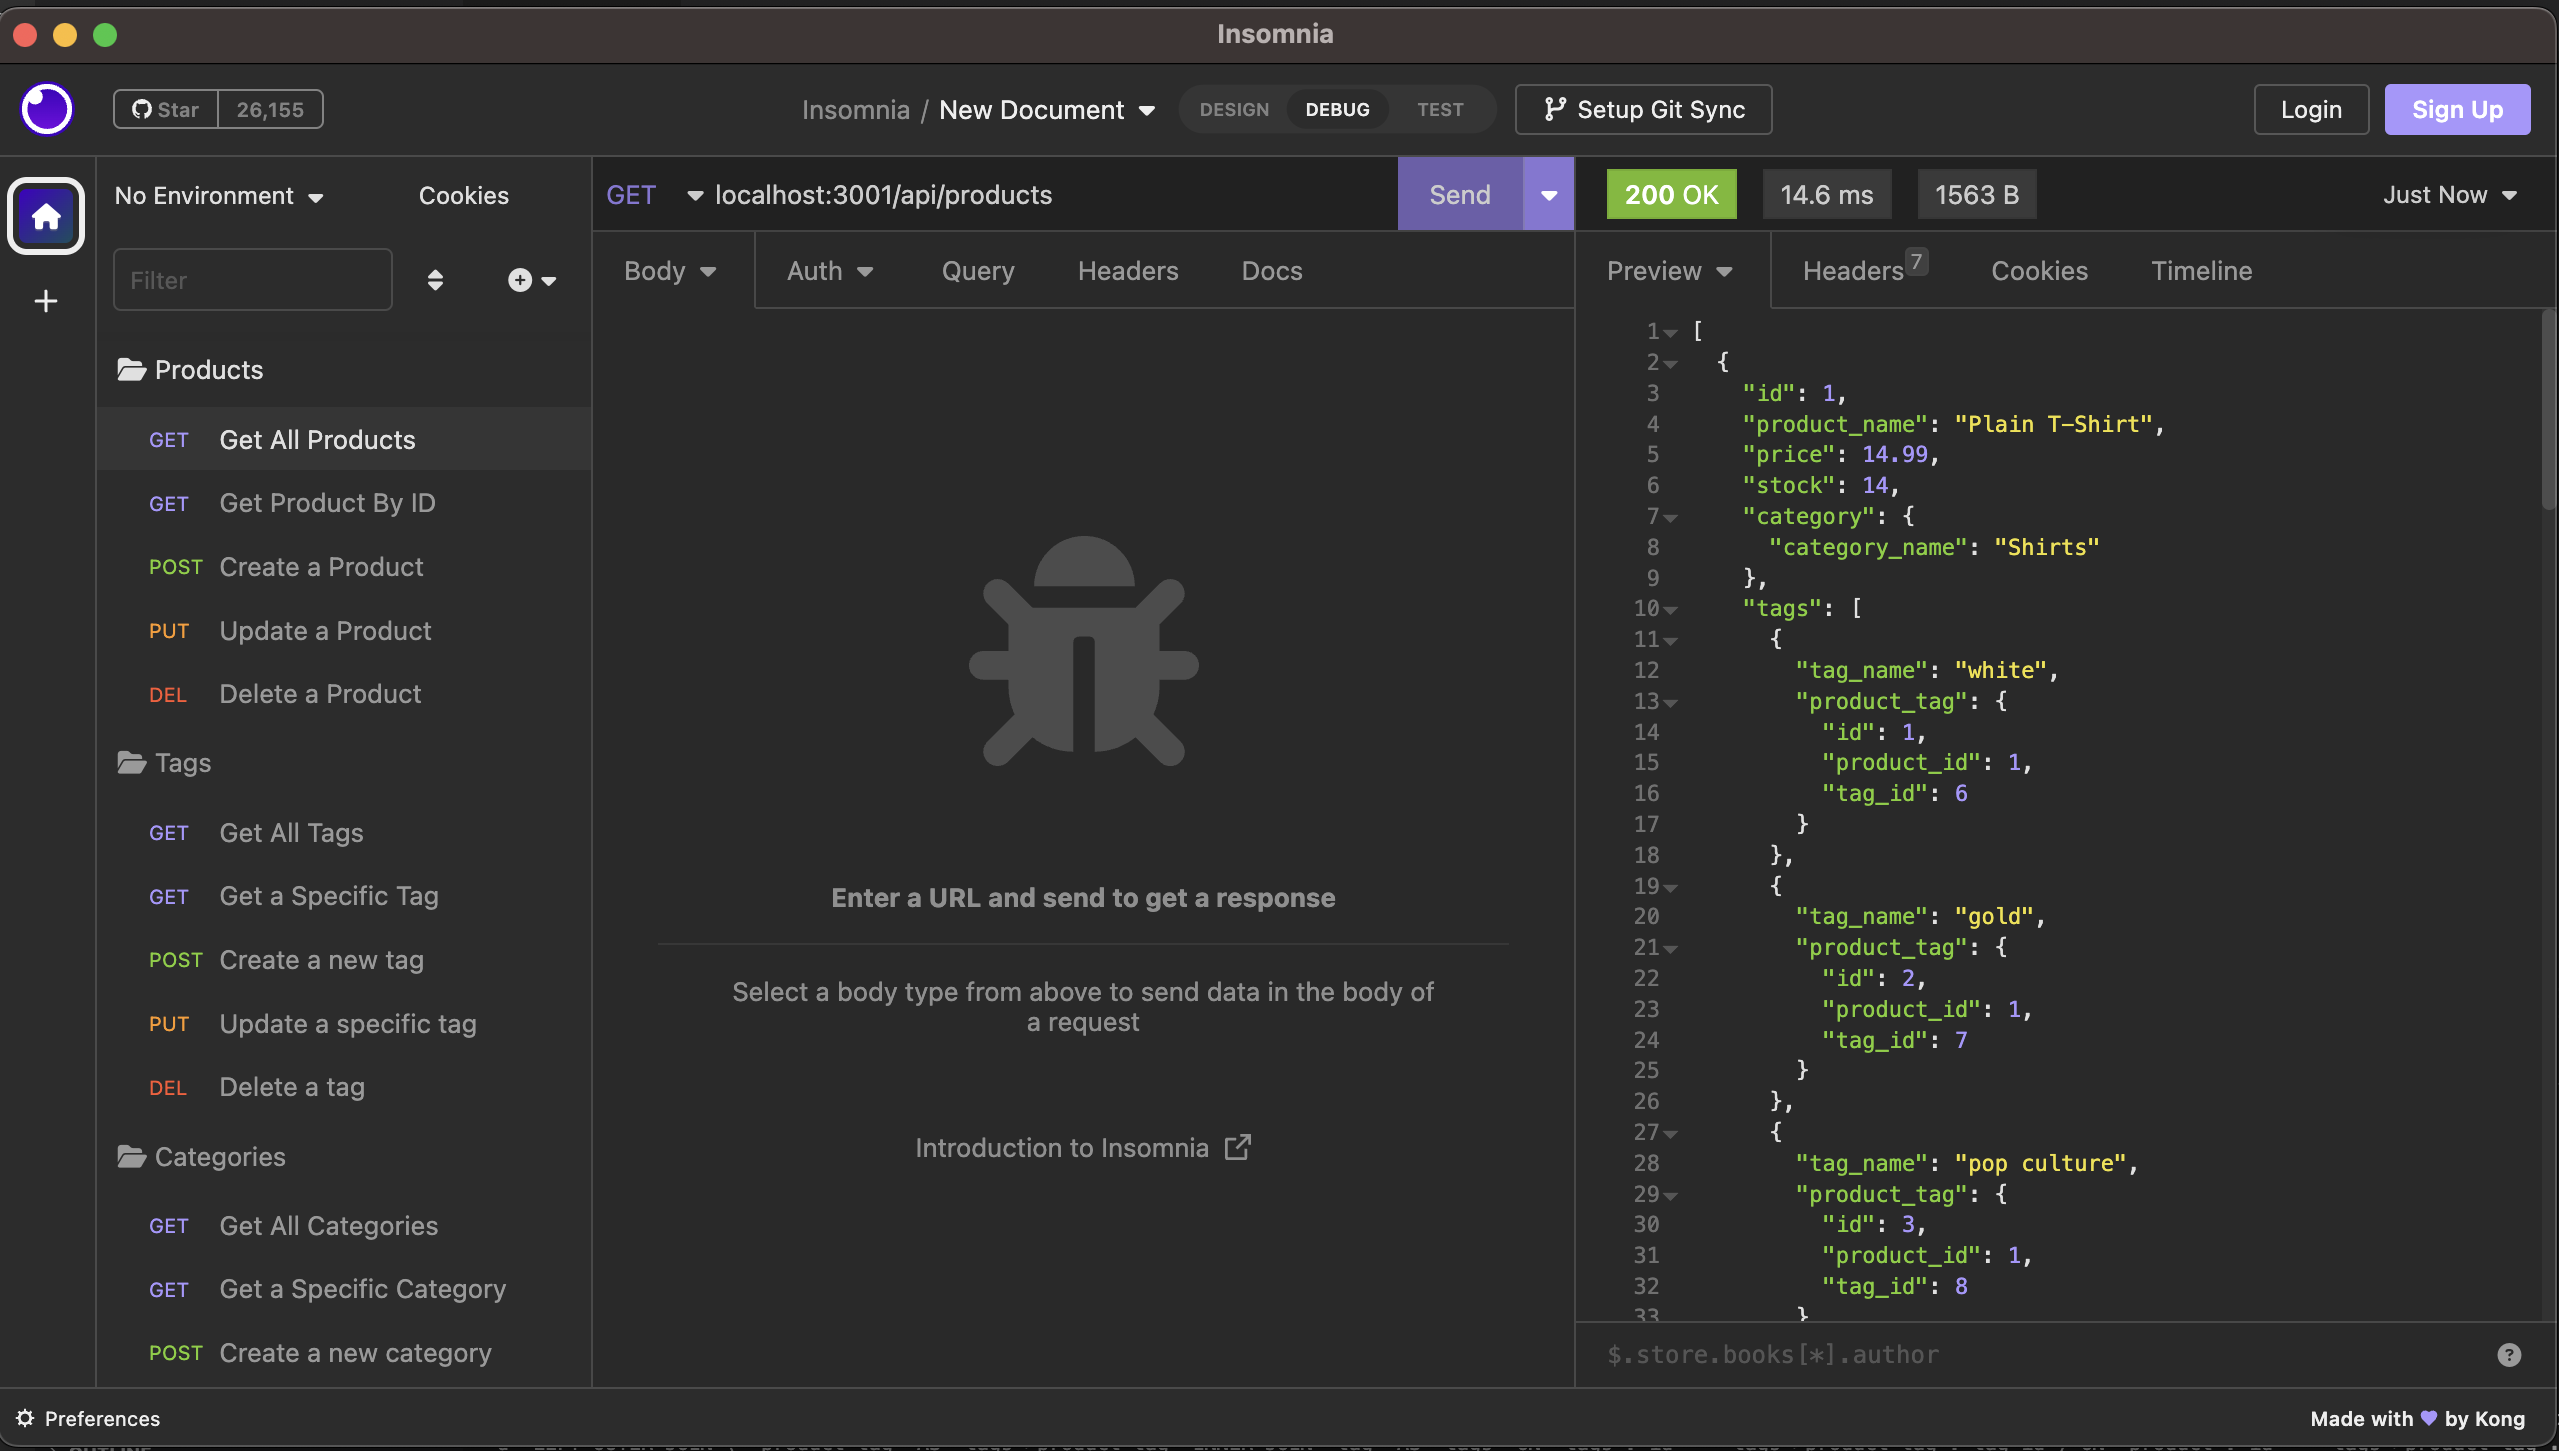 Insomnia
Star 26,155
Insomnia / New Document
DESIGN DEBUG TEST
Setup Git Sync
Login
Sign Up
No Environment
Cookies
Filter
Products
GET Get All Products
GET Get Product By ID
POST Create a Product
PUT Update a Product
DEL Delete a Product
Tags
GET Get All Tags
GET Get a Specific Tag
POST Create a new tag
PUT Update a specific tag
DEL Delete a tag
Categories
GET Get All Categories
GET Get a Specific Category
POST Create a new category
GET localhost:3001/api/products
Send
Body Auth Query Headers Docs
Enter a URL and send to get a response
Select a body type from above to send data in the body of
a request
Introduction to Insomnia
200 OK 14.6 ms 1563 B Just Now
Preview Headers 7 Cookies Timeline
1 [
2 {
3 "id": 1,
4 "product_name": "Plain T-Shirt",
5 "price": 14.99,
6 "stock": 14,
7 "category": {
8 "category_name": "Shirts"
9 },
10 "tags": [
11 {
12 "tag_name": "white",
13 "product_tag": {
14 "id": 1,
15 "product_id": 1,
16 "tag_id": 6
17 }
18 },
19 {
20 "tag_name": "gold",
21 "product_tag": {
22 "id": 2,
23 "product_id": 1,
24 "tag_id": 7
25 }
26 },
27 {
28 "tag_name": "pop culture",
29 "product_tag": {
30 "id": 3,
31 "product_id": 1,
32 "tag_id": 8
33 }
$.store.books[*].author
Preferences
Made with by Kong